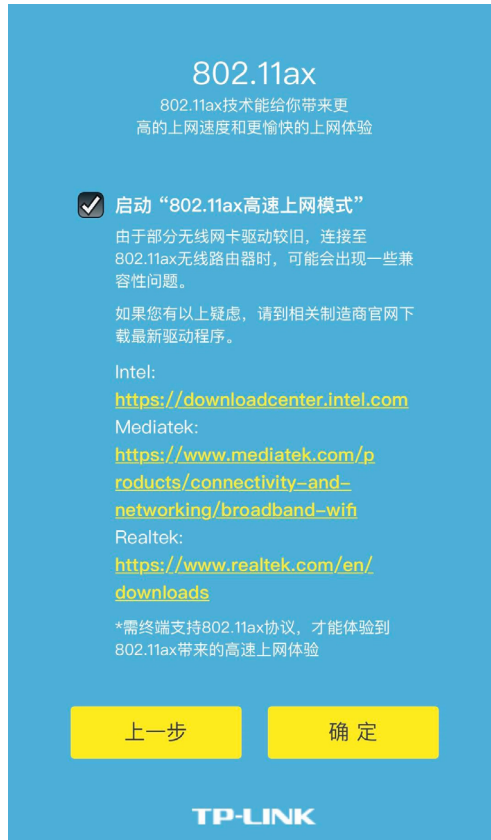 802.11ax
802.11ax技术能给你带来更
高的上网速度和更愉快的上网体验
启动“802.11ax高速上网模式”
由于部分无线网卡驱动较旧，连接至
802.11ax无线路由器时，可能会出现一些兼
容性问题。
如果您有以上疑虑，请到相关制造商官网下
载最新驱动程序。
Intel:
https://downloadcenter.intel.com
Mediatek:
https://www.mediatek.com/p
roducts/connectivity-and-
networking/broadband-wifi
Realtek:
https://www.realtek.com/en/
downloads
*需终端支持802.11ax协议，才能体验到
802.11ax带来的高速上网体验
上一步 确 定
TP-LINK